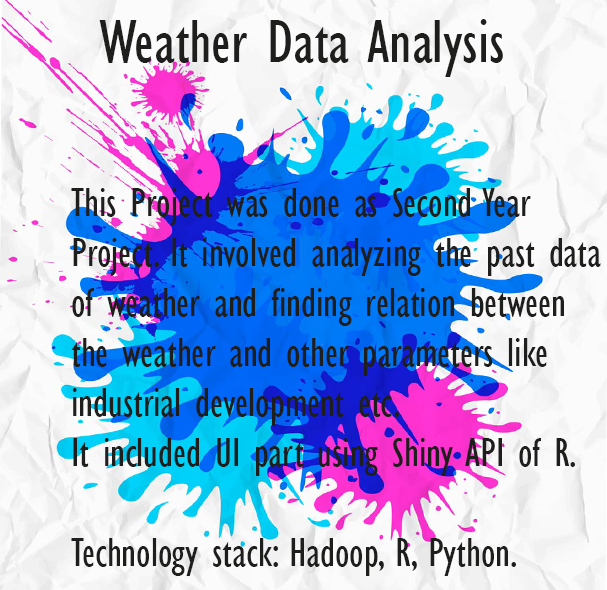 Weather Data Analysis
This Project was done as Second Year
Project. It involved analyzing the past data
of weather and finding relation between
the weather and other parameters like
industrial development etc.
It included UI part using Shiny API of R.
Technology stack: Hadoop, R, Python.